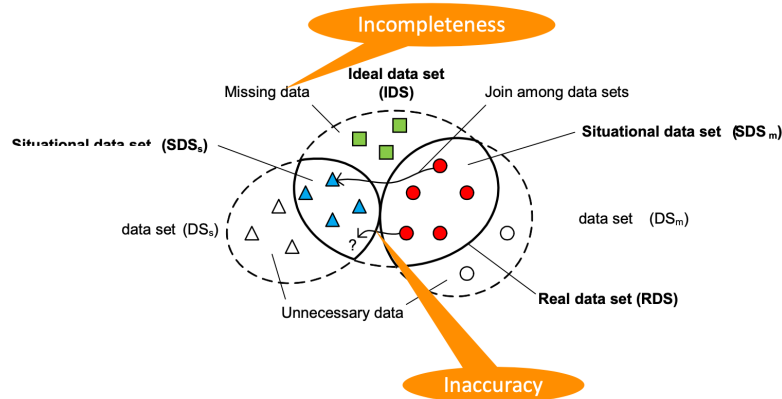 Incompleteness
Ideal data set
(IDS)
Missing data
Join among data sets
Situational data set (SDSₘ)
Situational data set (SDSₛ)
data set (DSₛ)
data set (DSₘ)
?
Real data set (RDS)
Unnecessary data
Inaccuracy